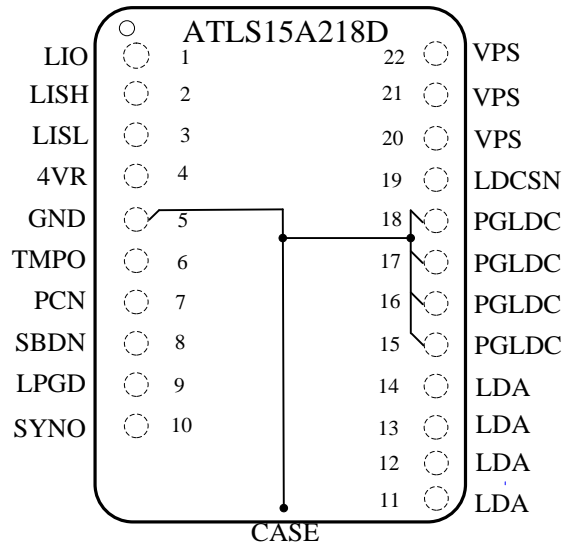 ATLS15A218D
LIO 1 22 VPS
LISH 2 21 VPS
LISL 3 20 VPS
4VR 4 19 LDCSN
GND 5 18 PGLDC
TMPO 6 17 PGLDC
PCN 7 16 PGLDC
SBDN 8 15 PGLDC
LPGD 9 14 LDA
SYNO 10 13 LDA
12 LDA
11 LDA
CASE